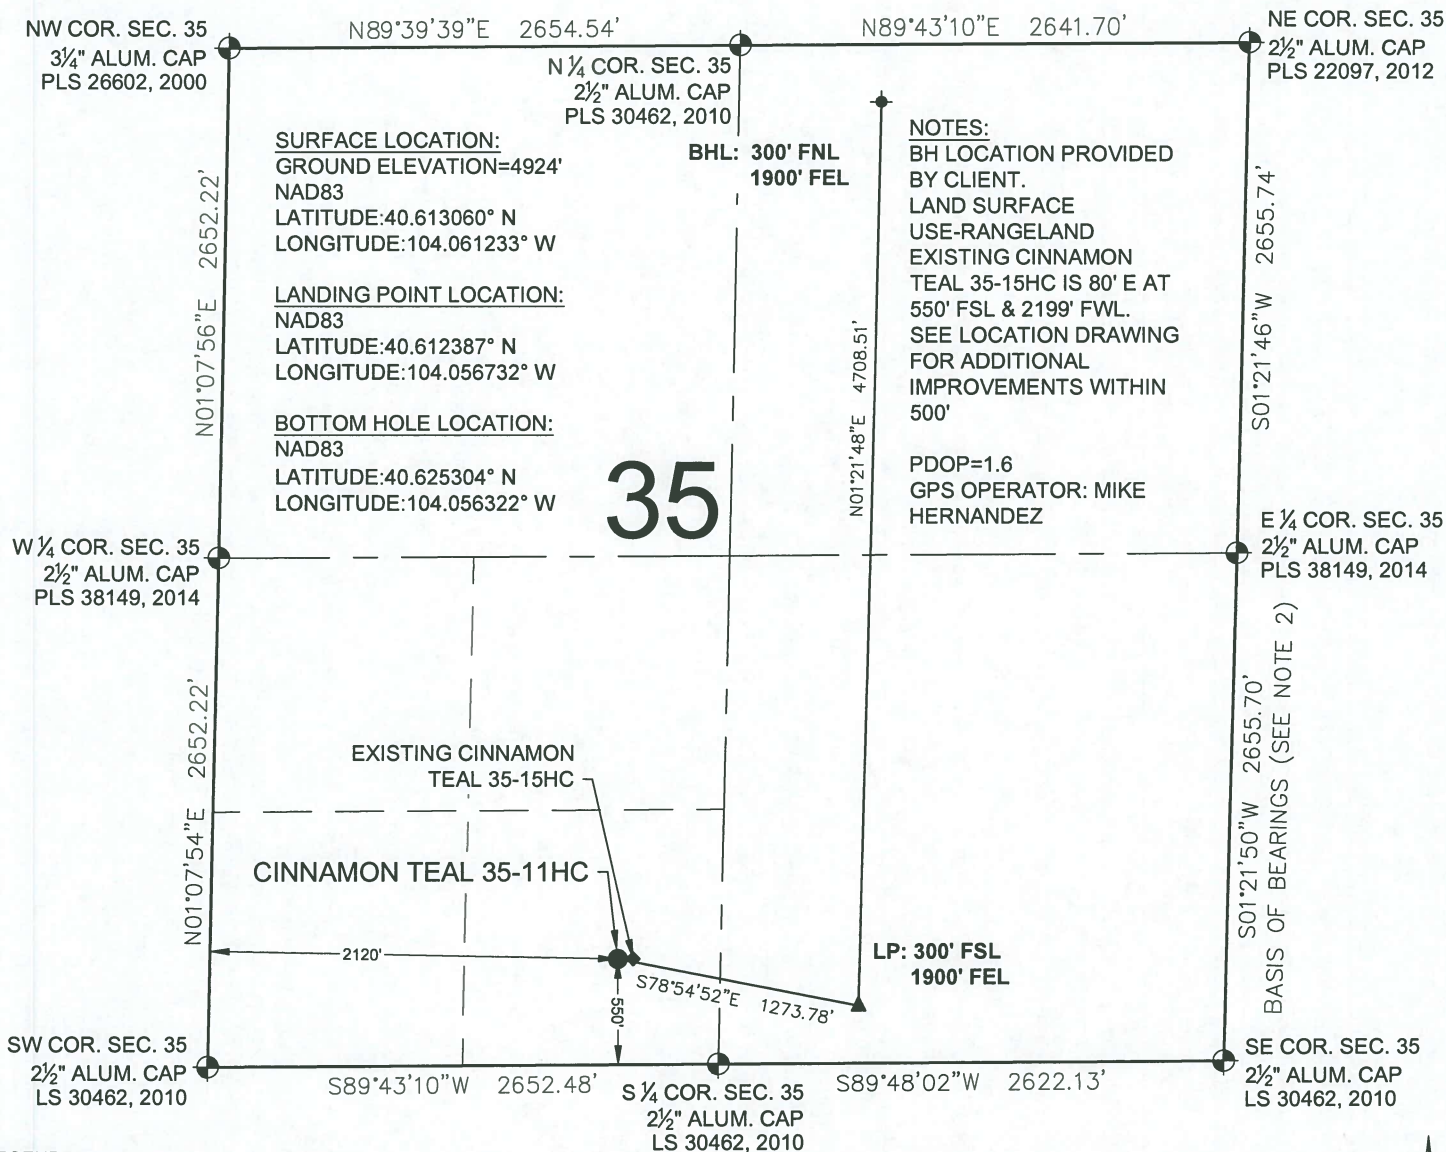 NW COR. SEC. 35
3¼" ALUM. CAP
PLS 26602, 2000
N89°39'39"E 2654.54'
N ¼ COR. SEC. 35
2½" ALUM. CAP
PLS 30462, 2010
N89°43'10"E 2641.70'
NE COR. SEC. 35
2½" ALUM. CAP
PLS 22097, 2012
SURFACE LOCATION:
GROUND ELEVATION=4924'
NAD83
LATITUDE:40.613060° N
LONGITUDE:104.061233° W
LANDING POINT LOCATION:
NAD83
LATITUDE:40.612387° N
LONGITUDE:104.056732° W
BOTTOM HOLE LOCATION:
NAD83
LATITUDE:40.625304° N
LONGITUDE:104.056322° W
BHL: 300' FNL
1900' FEL
NOTES:
BH LOCATION PROVIDED
BY CLIENT.
LAND SURFACE
USE-RANGELAND
EXISTING CINNAMON
TEAL 35-15HC IS 80' E AT
550' FSL & 2199' FWL.
SEE LOCATION DRAWING
FOR ADDITIONAL
IMPROVEMENTS WITHIN
500'
PDOP=1.6
GPS OPERATOR: MIKE
HERNANDEZ
N01°07'56"E 2652.22'
N01°21'48"E 4708.51'
S01°21'46"W 2655.74'
35
W ¼ COR. SEC. 35
2½" ALUM. CAP
PLS 38149, 2014
E ¼ COR. SEC. 35
2½" ALUM. CAP
PLS 38149, 2014
N01°07'54"E 2652.22'
EXISTING CINNAMON
TEAL 35-15HC
CINNAMON TEAL 35-11HC
2120'
550'
S78°54'52"E 1273.78'
LP: 300' FSL
1900' FEL
S01°21'50"W 2655.70'
BASIS OF BEARINGS (SEE NOTE 2)
SW COR. SEC. 35
2½" ALUM. CAP
LS 30462, 2010
S89°43'10"W 2652.48'
S ¼ COR. SEC. 35
2½" ALUM. CAP
LS 30462, 2010
S89°48'02"W 2622.13'
SE COR. SEC. 35
2½" ALUM. CAP
LS 30462, 2010